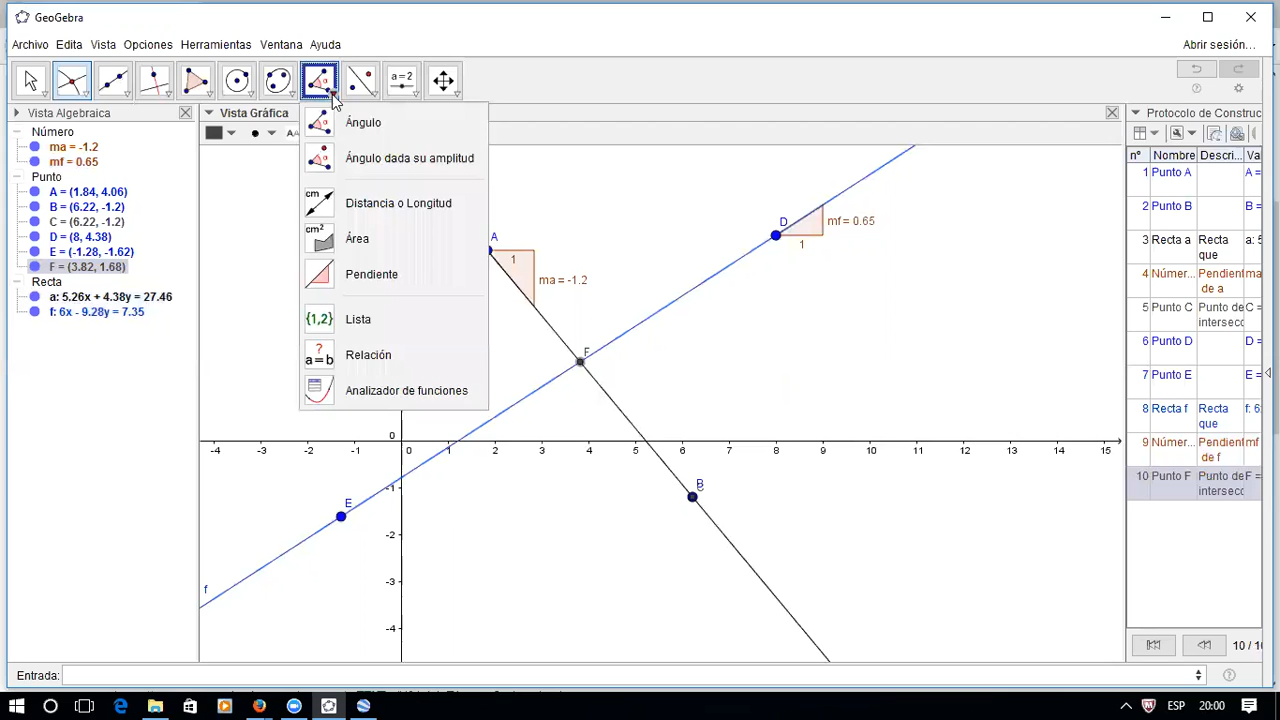 GeoGebra
Archivo Edita Vista Opciones Herramientas Ventana Ayuda Abrir sesión...
a=2
Vista Algebraica
Número
ma = -1.2
mf = 0.65
Punto
A = (1.84, 4.06)
B = (6.22, -1.2)
C = (6.22, -1.2)
D = (8, 4.38)
E = (-1.28, -1.62)
F = (3.82, 1.68)
Recta
a: 5.26x + 4.38y = 27.46
f: 6x - 9.28y = 7.35
Vista Gráfica
AA
Ángulo
Ángulo dada su amplitud
cm
Distancia o Longitud
cm²
Área
Pendiente
{1,2} Lista
?
a=b Relación
Analizador de funciones
A
1
ma = -1.2
D
mf = 0.65
1
F
0
-4 -3 -2 -1 0 1 2 3 4 5 6 7 8 9 10 11 12 13 14 15
B
C
E
-1
-2
-3
-4
f
Protocolo de Construc
nº Nombre Descri... Va
1 Punto A A =
2 Punto B B =
3 Recta a Recta que a: 5
4 Númer... Pendient de a
5 Punto C Punto de intersecc
6 Punto D D =
7 Punto E E =
8 Recta f Recta que f: 6
9 Númer... Pendient de f mf
10 Punto F Punto de intersecc F =
10 / 10
Entrada:
ESP 20:00